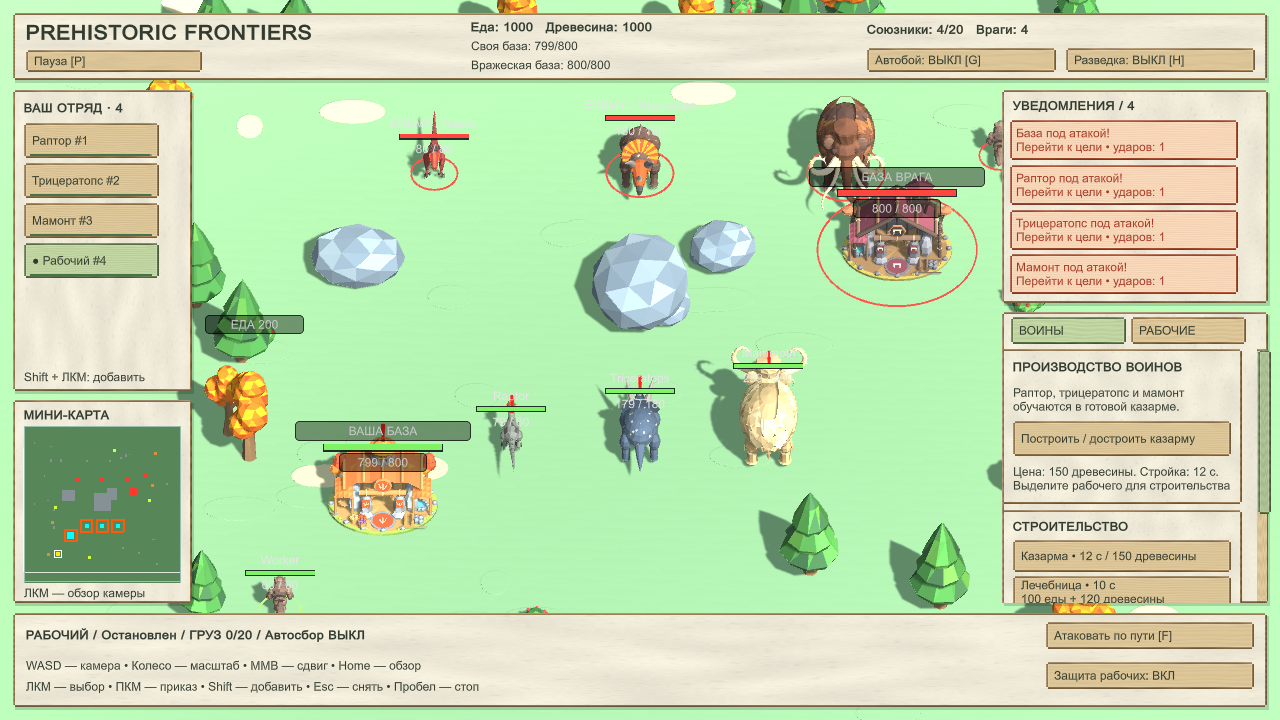 PREHISTORIC FRONTIERS
Пауза [P]
Еда: 1000 Древесина: 1000
Своя база: 799/800
Вражеская база: 800/800
Союзники: 4/20 Враги: 4
Автобой: ВЫКЛ [G]
Разведка: ВЫКЛ [H]
ВАШ ОТРЯД · 4
Раптор #1
Трицератопс #2
Мамонт #3
● Рабочий #4
Shift + ЛКМ: добавить
МИНИ-КАРТА
ЛКМ — обзор камеры
ЕДА 200
БАЗА ВРАГА
800 / 800
ВАША БАЗА
799 / 800
Raptor
Triceratops
179 / 180
Worker
УВЕДОМЛЕНИЯ / 4
База под атакой!
Перейти к цели • ударов: 1
Раптор под атакой!
Перейти к цели • ударов: 1
Трицератопс под атакой!
Перейти к цели • ударов: 1
Мамонт под атакой!
Перейти к цели • ударов: 1
ВОИНЫ
РАБОЧИЕ
ПРОИЗВОДСТВО ВОИНОВ
Раптор, трицератопс и мамонт
обучаются в готовой казарме.
Построить / достроить казарму
Цена: 150 древесины. Стройка: 12 с.
Выделите рабочего для строительства
СТРОИТЕЛЬСТВО
Казарма • 12 с / 150 древесины
Лечебница • 10 с
100 еды + 120 древесины
РАБОЧИЙ / Остановлен / ГРУЗ 0/20 / Автосбор ВЫКЛ
WASD — камера • Колесо — масштаб • MMB — сдвиг • Home — обзор
ЛКМ — выбор • ПКМ — приказ • Shift — добавить • Esc — снять • Пробел — стоп
Атаковать по пути [F]
Защита рабочих: ВКЛ